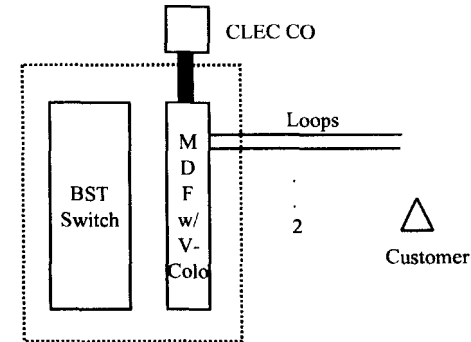 CLEC CO
Loops
M
D
F
w/
V-
Colo
BST
Switch
.
.
2
Customer